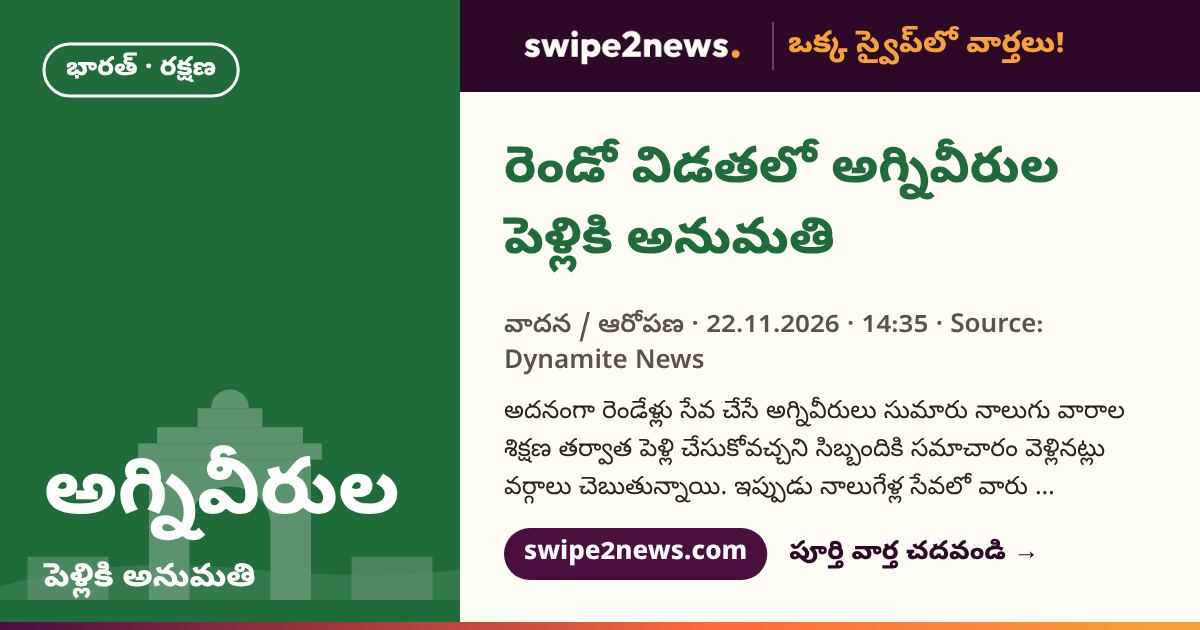 భారత్ · రక్షణ
అగ్నివీరుల
పెళ్లికి అనుమతి
swipe2news.
ఒక్క స్వైప్‌లో వార్తలు!
రెండో విడతలో అగ్నివీరుల
పెళ్లికి అనుమతి
వాదన / ఆరోపణ · 22.11.2026 · 14:35 · Source:
Dynamite News
అదనంగా రెండేళ్లు సేవ చేసే అగ్నివీరులు సుమారు నాలుగు వారాల
శిక్షణ తర్వాత పెళ్లి చేసుకోవచ్చని సిబ్బందికి సమాచారం వెళ్లినట్లు
వర్గాలు చెబుతున్నాయి. ఇప్పుడు నాలుగేళ్ల సేవలో వారు ...
swipe2news.com
పూర్తి వార్త చదవండి →